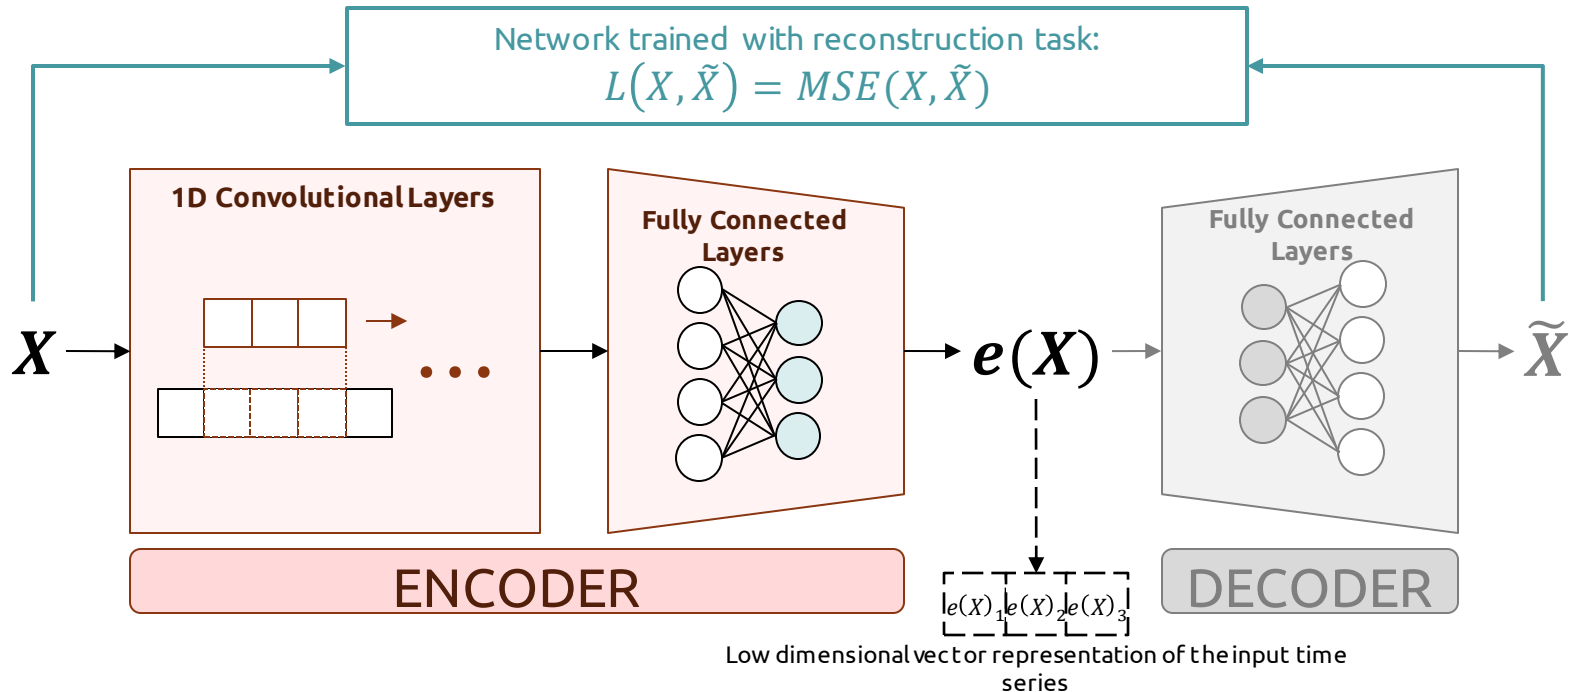 Network trained with reconstruction task:
L(X, X̃) = MSE(X, X̃)
1D Convolutional Layers
Fully Connected
Layers
Fully Connected
Layers
X
e(X)
X̃
ENCODER
DECODER
e(X)₁ e(X)₂ e(X)₃
Low dimensional vector representation of the input time
series